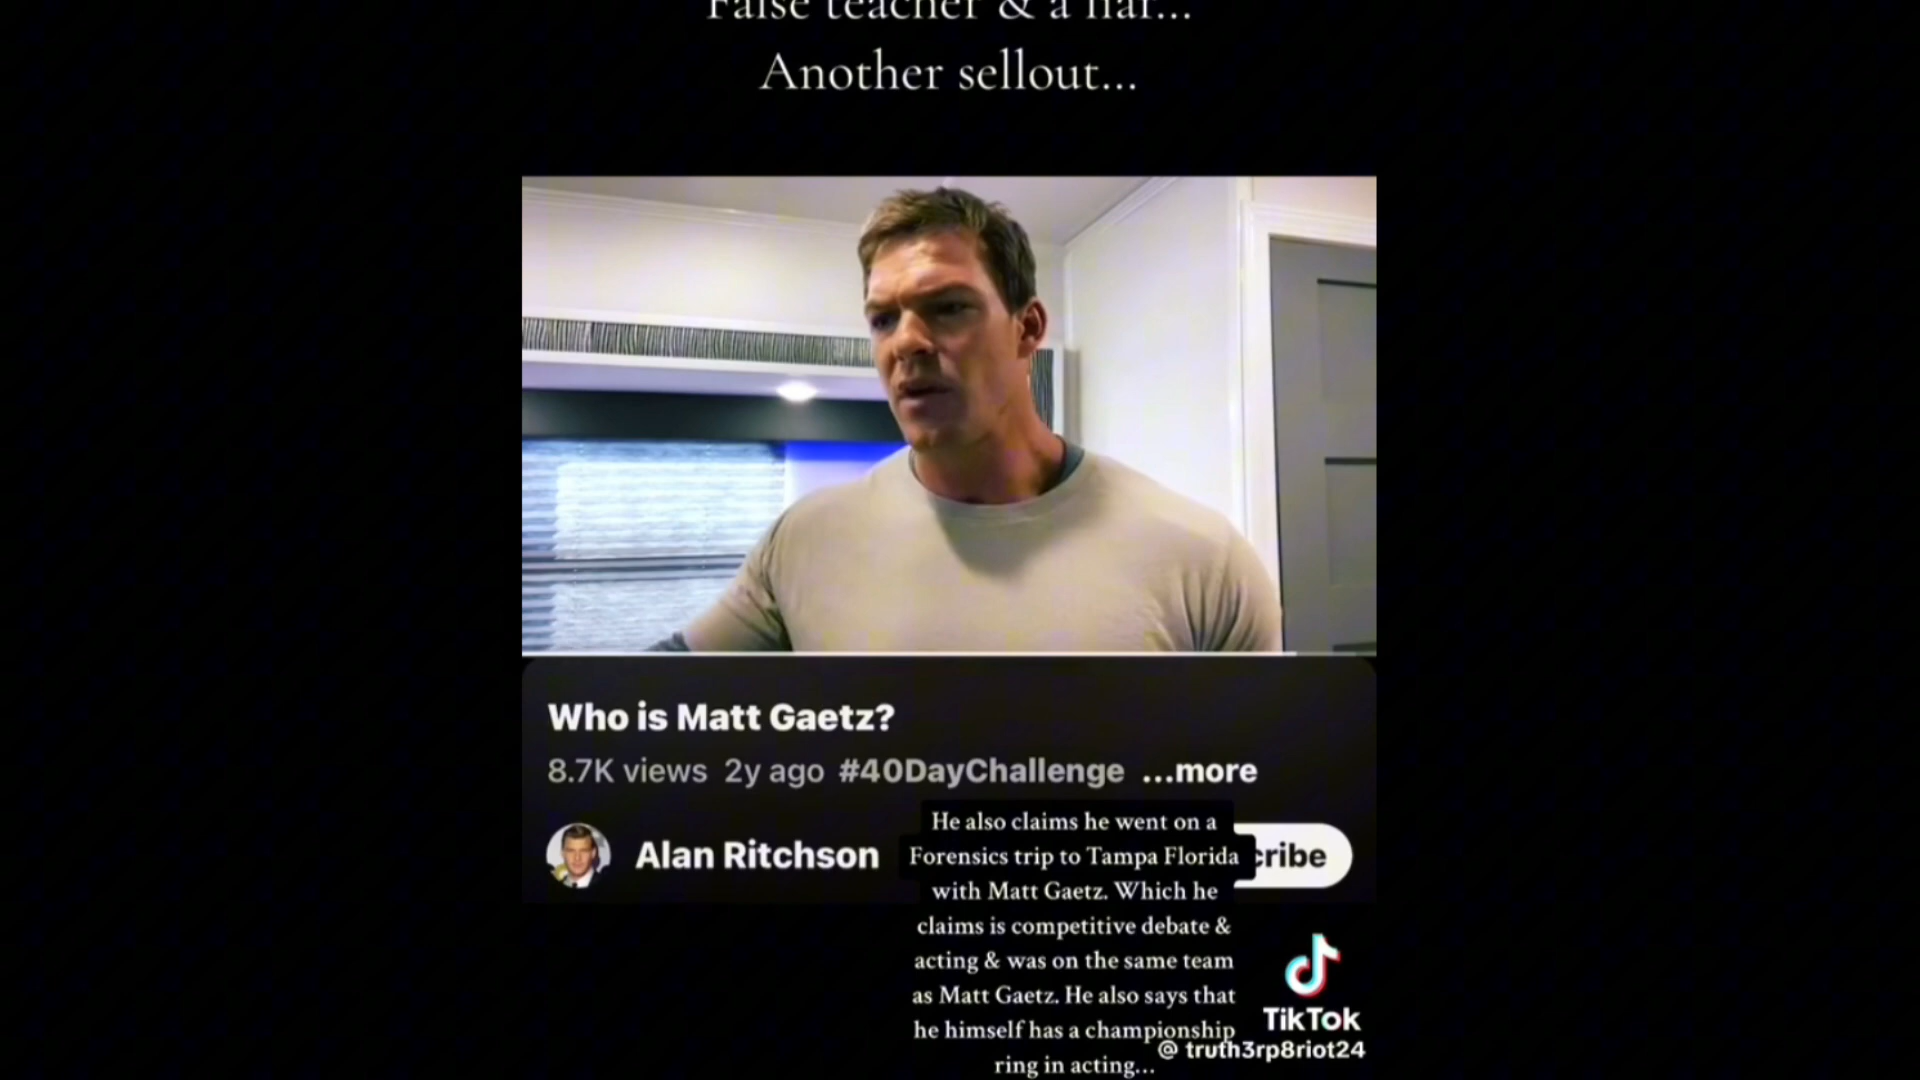 False teacher & a liar...
Another sellout...
Who is Matt Gaetz?
8.7K views 2y ago #40DayChallenge ...more
Alan Ritchson
He also claims he went on a
Forensics trip to Tampa Florida
with Matt Gaetz. Which he
claims is competitive debate &
acting & was on the same team
as Matt Gaetz. He also says that
he himself has a championship
ring in acting...
cribe
TikTok
@ truth3rp8riot24